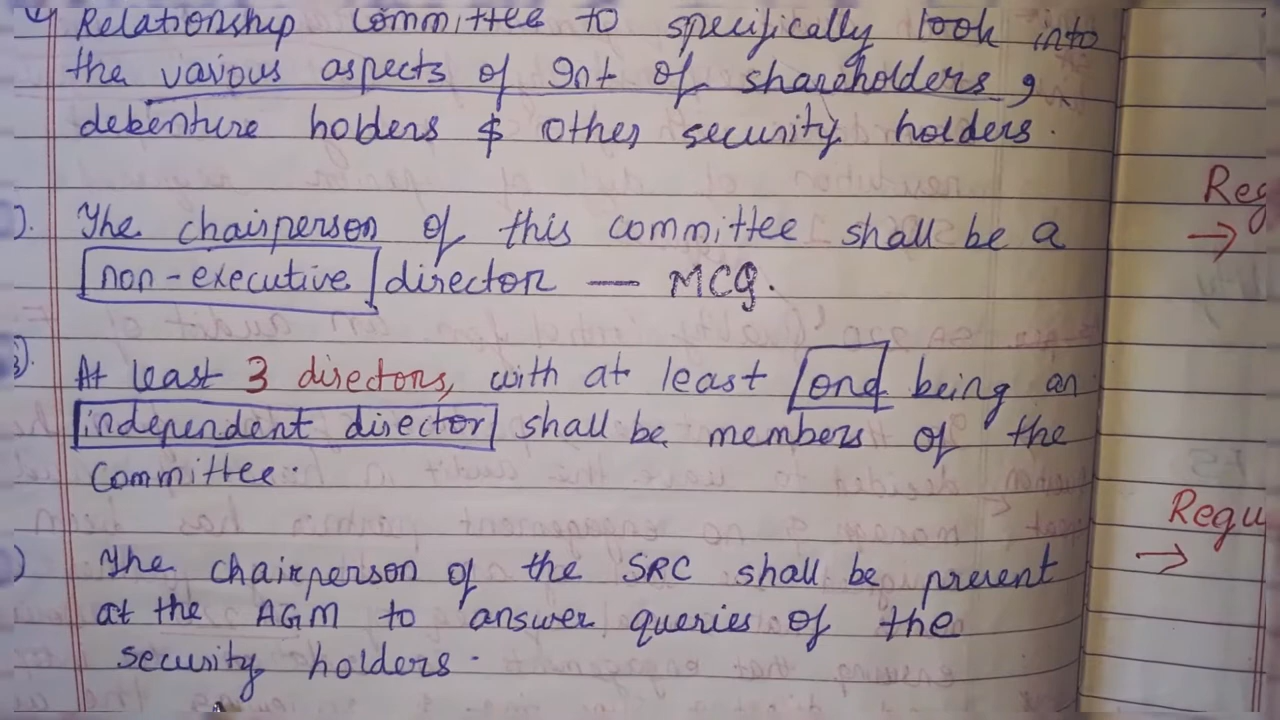 Relationship Committee to specifically look into
the various aspects of Int of shareholders,
debenture holders & other security holders.
). The chairperson of this committee shall be a
non-executive director — MCQ.
3). At least 3 directors, with at least one being an
independent director shall be members of the
Committee.
) The chairperson of the SRC shall be present
at the AGM to answer queries of the
security holders.
Reg
→
Regu
→